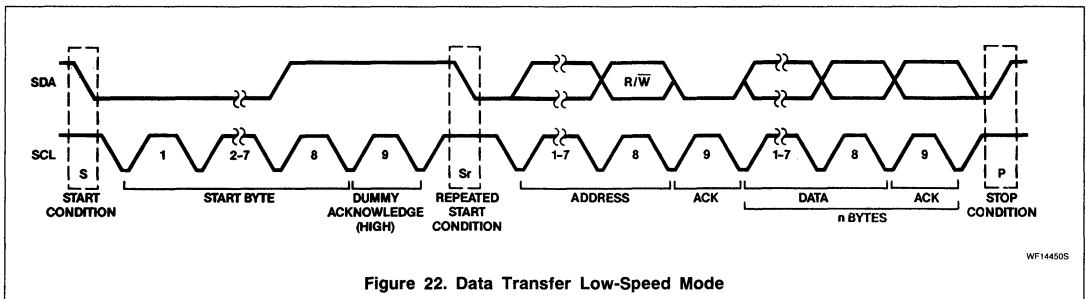 SDA
R/W
SCL
1
2–7
8
9
1–7
8
9
1–7
8
9
S
Sr
P
START
CONDITION
START BYTE
DUMMY
ACKNOWLEDGE
(HIGH)
REPEATED
START
CONDITION
ADDRESS
ACK
DATA
ACK
n BYTES
STOP
CONDITION
WF14450S
Figure 22. Data Transfer Low-Speed Mode